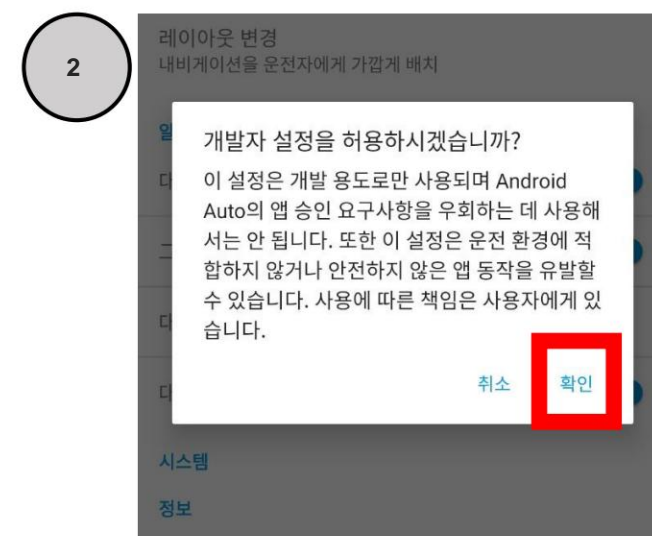 2
레이아웃 변경
내비게이션을 운전자에게 가깝게 배치
일
개발자 설정을 허용하시겠습니까?
이 설정은 개발 용도로만 사용되며 Android
Auto의 앱 승인 요구사항을 우회하는 데 사용해
서는 안 됩니다. 또한 이 설정은 운전 환경에 적
합하지 않거나 안전하지 않은 앱 동작을 유발할
수 있습니다. 사용에 따른 책임은 사용자에게 있
습니다.
취소 확인
시스템
정보